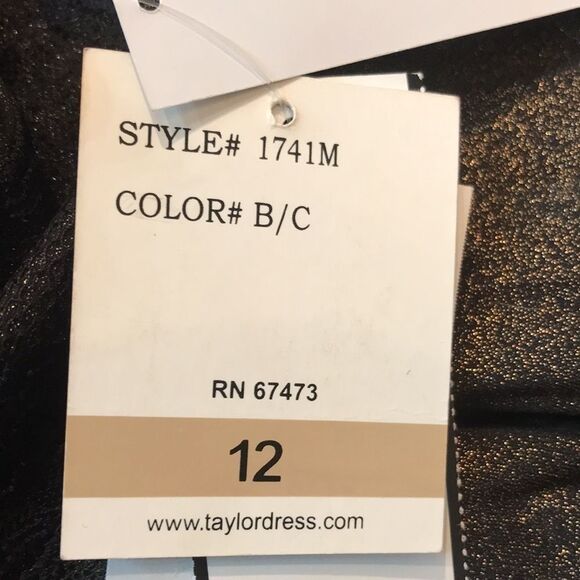 STYLE# 1741M
COLOR# B/C
RN 67473
12
www.taylordress.com